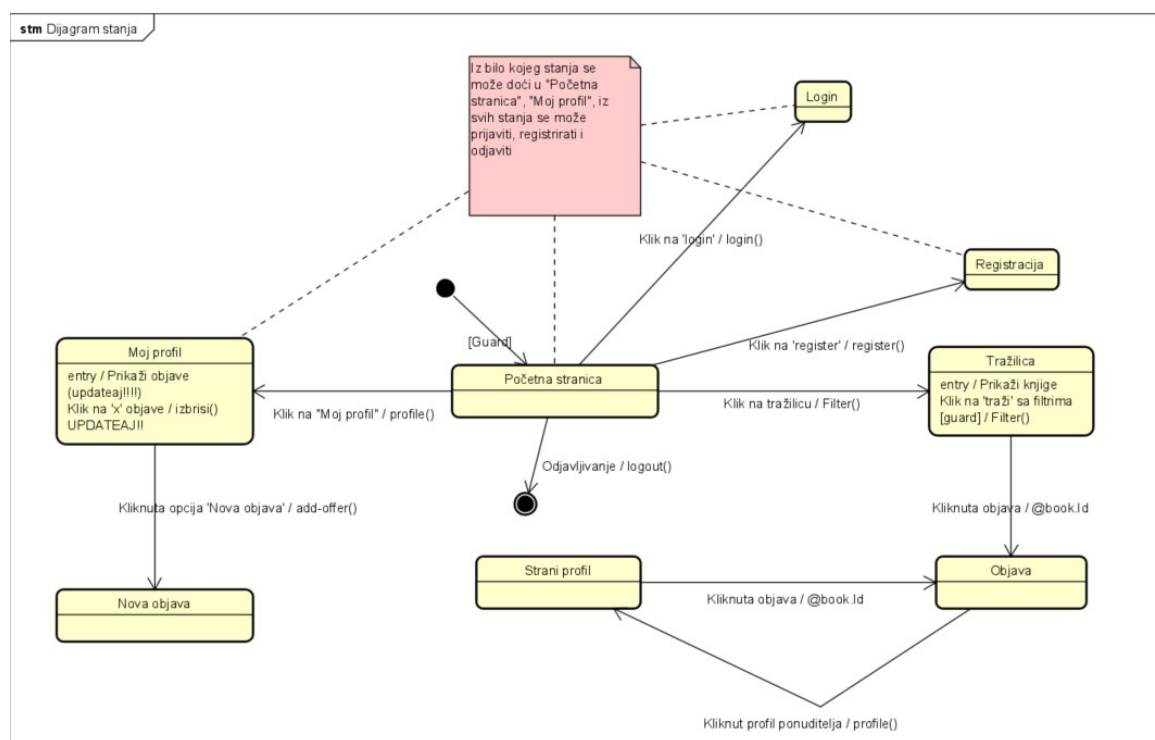 stm Dijagram stanja
Iz bilo kojeg stanja se
može doći u "Početna
stranica", "Moj profil", iz
svih stanja se može
prijaviti, registrirati i
odjaviti
Login
Klik na 'login' / login()
Registracija
[Guard]
Klik na 'register' / register()
Moj profil
entry / Prikaži objave
(updateaj!!!!)
Klik na 'x' objave / izbrisi()
UPDATEAJ!!
Početna stranica
Tražilica
entry / Prikaži knjige
Klik na 'traži' sa filtrima
[guard] / Filter()
Klik na "Moj profil" / profile()
Klik na tražilicu / Filter()
Odjavljivanje / logout()
Kliknuta opcija 'Nova objava' / add-offer()
Kliknuta objava / @book.Id
Strani profil
Objava
Nova objava
Kliknuta objava / @book.Id
Kliknut profil ponuditelja / profile()